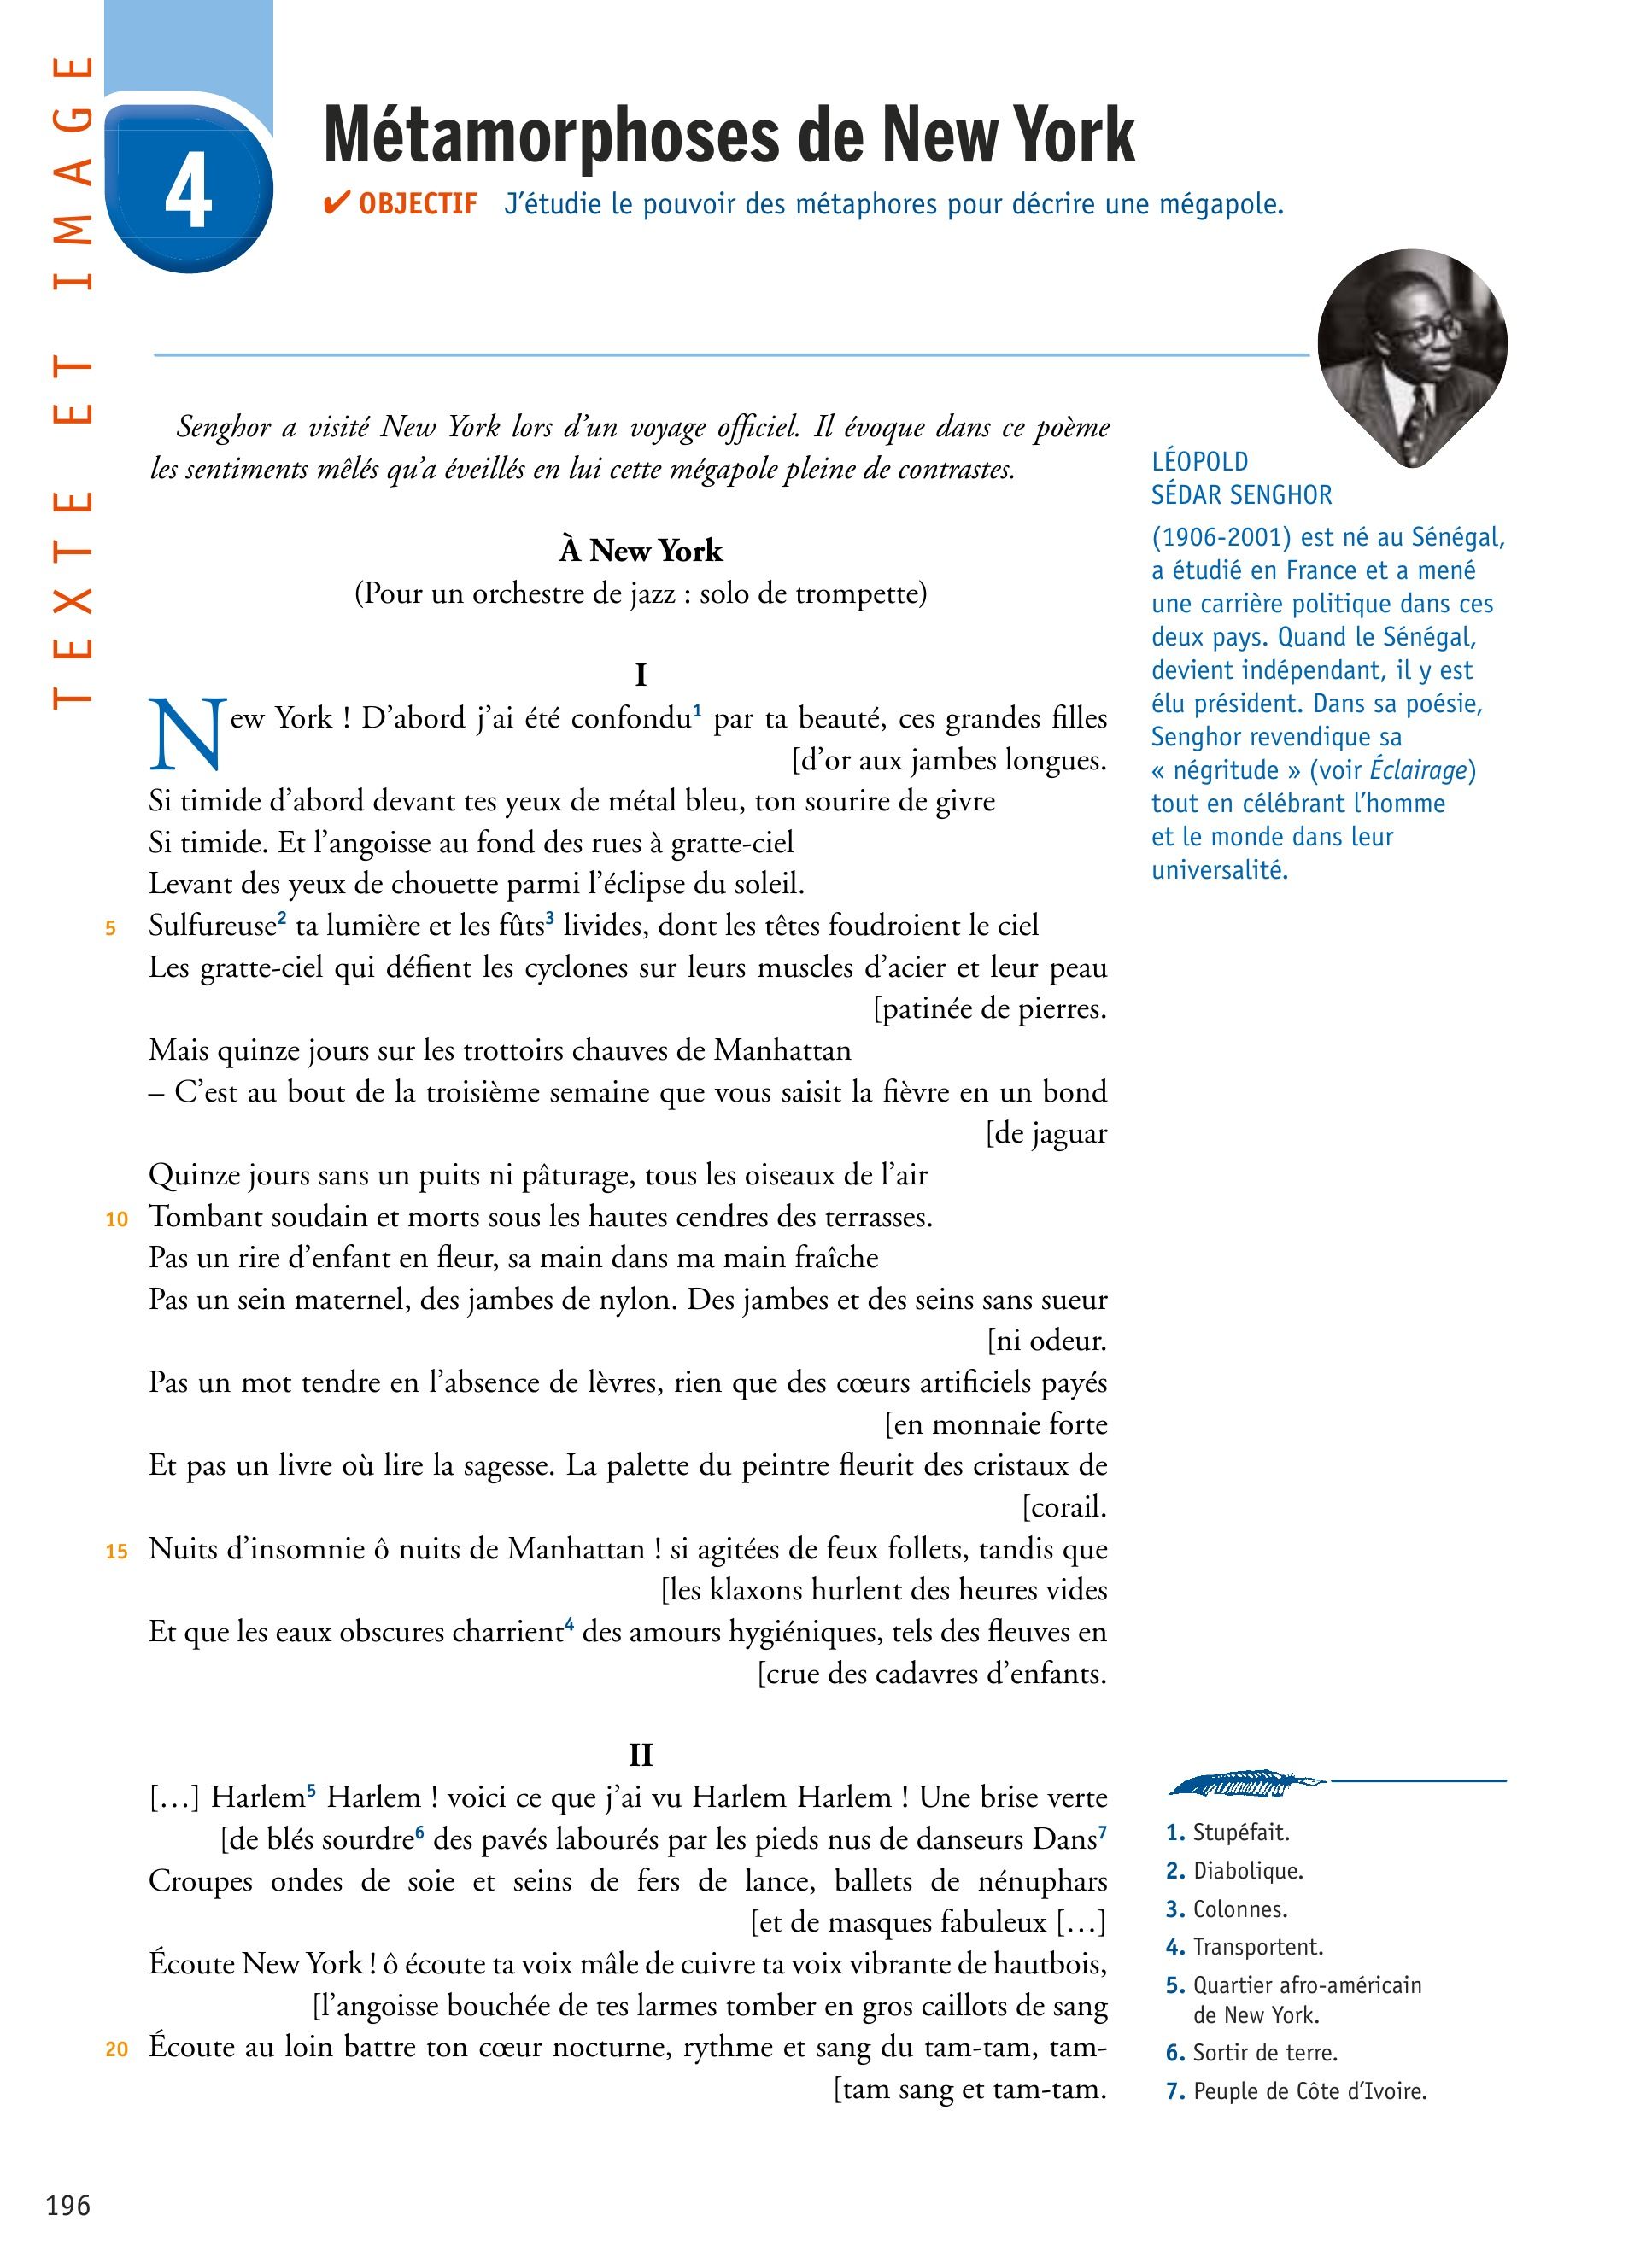 TEXTE ET IMAGE
4
Métamorphoses de New York
✔ OBJECTIF J'étudie le pouvoir des métaphores pour décrire une mégapole.
Senghor a visité New York lors d'un voyage officiel. Il évoque dans ce poème
les sentiments mêlés qu'a éveillés en lui cette mégapole pleine de contrastes.
LÉOPOLD
SÉDAR SENGHOR
(1906-2001) est né au Sénégal,
a étudié en France et a mené
une carrière politique dans ces
deux pays. Quand le Sénégal,
devient indépendant, il y est
élu président. Dans sa poésie,
Senghor revendique sa
« négritude » (voir Éclairage)
tout en célébrant l'homme
et le monde dans leur
universalité.
À New York
(Pour un orchestre de jazz : solo de trompette)
I
New York ! D'abord j'ai été confondu1 par ta beauté, ces grandes filles
[d'or aux jambes longues.
Si timide d'abord devant tes yeux de métal bleu, ton sourire de givre
Si timide. Et l'angoisse au fond des rues à gratte-ciel
Levant des yeux de chouette parmi l'éclipse du soleil.
5 Sulfureuse2 ta lumière et les fûts3 livides, dont les têtes foudroient le ciel
Les gratte-ciel qui défient les cyclones sur leurs muscles d'acier et leur peau
[patinée de pierres.
Mais quinze jours sur les trottoirs chauves de Manhattan
– C'est au bout de la troisième semaine que vous saisit la fièvre en un bond
[de jaguar
Quinze jours sans un puits ni pâturage, tous les oiseaux de l'air
10 Tombant soudain et morts sous les hautes cendres des terrasses.
Pas un rire d'enfant en fleur, sa main dans ma main fraîche
Pas un sein maternel, des jambes de nylon. Des jambes et des seins sans sueur
[ni odeur.
Pas un mot tendre en l'absence de lèvres, rien que des cœurs artificiels payés
[en monnaie forte
Et pas un livre où lire la sagesse. La palette du peintre fleurit des cristaux de
[corail.
15 Nuits d'insomnie ô nuits de Manhattan ! si agitées de feux follets, tandis que
[les klaxons hurlent des heures vides
Et que les eaux obscures charrient4 des amours hygiéniques, tels des fleuves en
[crue des cadavres d'enfants.
II
[…] Harlem5 Harlem ! voici ce que j'ai vu Harlem Harlem ! Une brise verte
[de blés sourdre6 des pavés labourés par les pieds nus de danseurs Dans7
Croupes ondes de soie et seins de fers de lance, ballets de nénuphars
[et de masques fabuleux […]
Écoute New York ! ô écoute ta voix mâle de cuivre ta voix vibrante de hautbois,
[l'angoisse bouchée de tes larmes tomber en gros caillots de sang
20 Écoute au loin battre ton cœur nocturne, rythme et sang du tam-tam, tam-
[tam sang et tam-tam.
1. Stupéfait.
2. Diabolique.
3. Colonnes.
4. Transportent.
5. Quartier afro-américain
de New York.
6. Sortir de terre.
7. Peuple de Côte d'Ivoire.
196